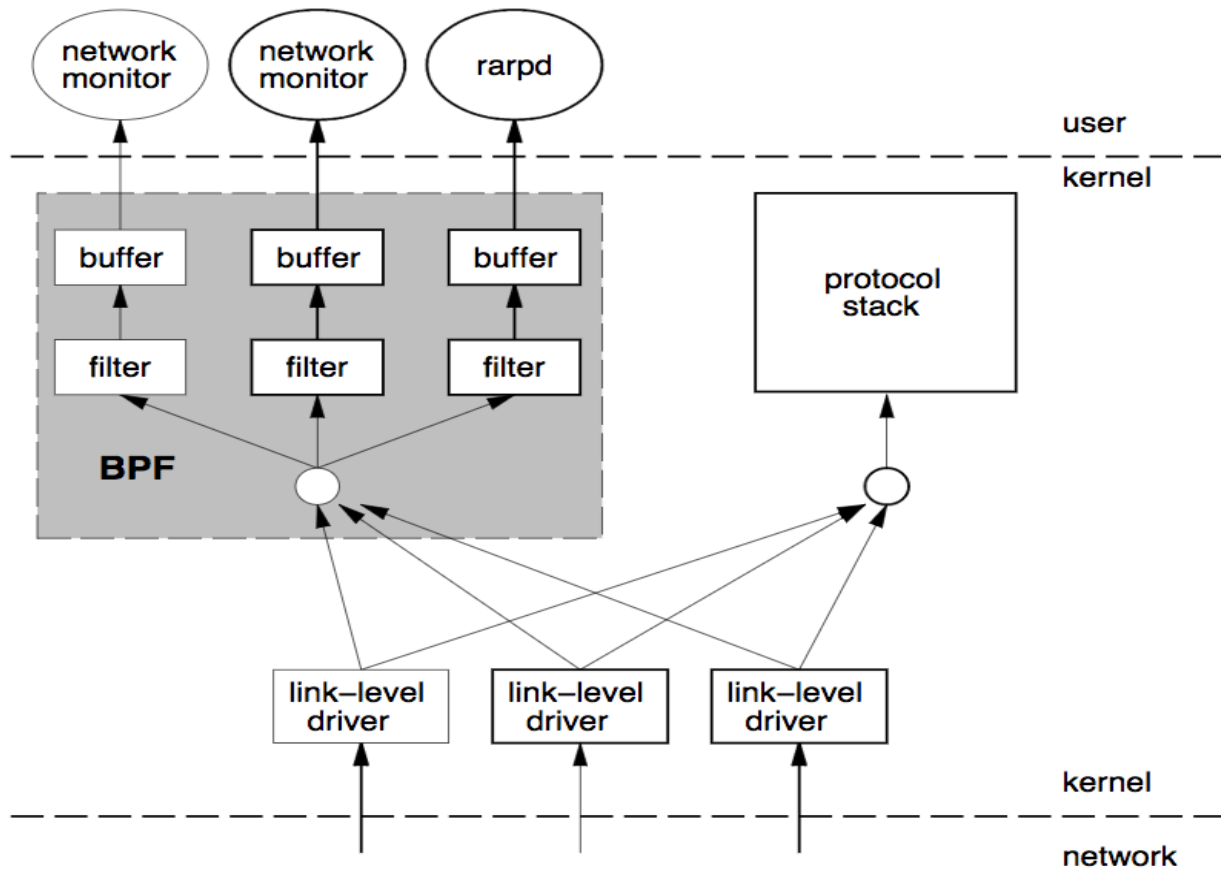 network
monitor
network
monitor
rarpd
user
kernel
buffer
buffer
buffer
protocol
stack
filter
filter
filter
BPF
link–level
driver
link–level
driver
link–level
driver
kernel
network